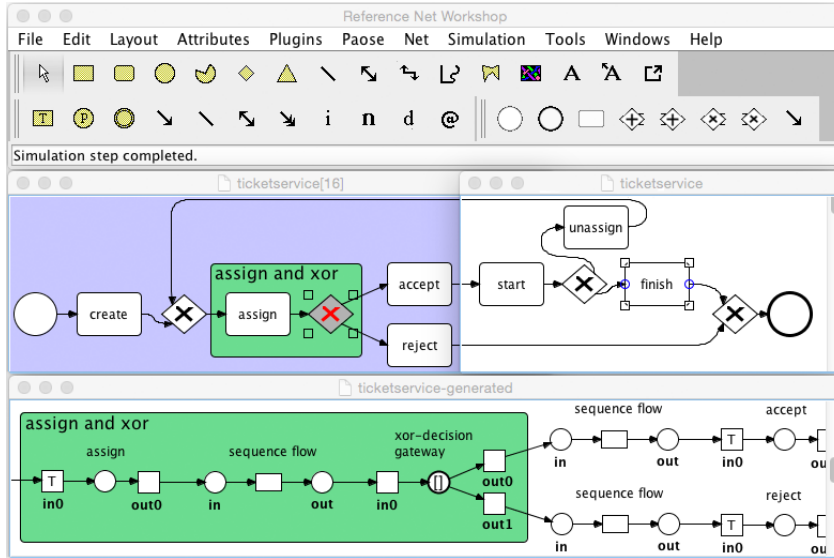 Reference Net Workshop
File Edit Layout Attributes Plugins Paose Net Simulation Tools Windows Help
A A
T P i n d @
Simulation step completed.
ticketservice[16]
ticketservice
unassign
assign and xor
accept
start
finish
create
assign
reject
ticketservice-generated
assign and xor
sequence flow
accept
assign
sequence flow
xor-decision
gateway
T
in
out
in0
ou
out0
T
[]
in0
out0
in
out
in0
sequence flow
reject
out1
T
in
out
in0
ou